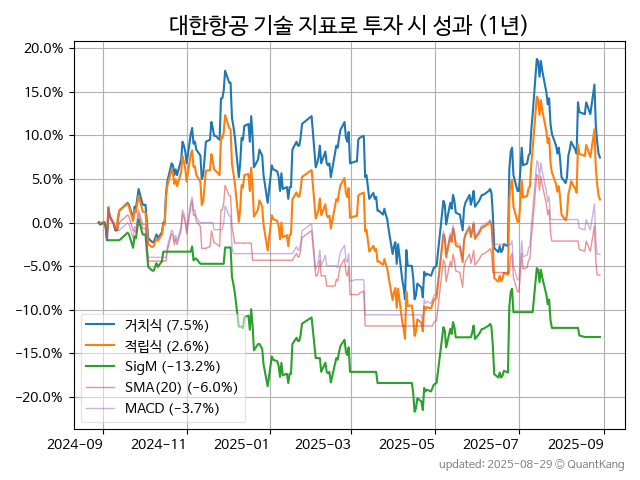 대한항공 기술 지표로 투자 시 성과 (1년)
20.0%
15.0%
10.0%
5.0%
0.0%
−5.0%
−10.0%
−15.0%
−20.0%
거치식 (7.5%)
적립식 (2.6%)
SigM (−13.2%)
SMA(20) (−6.0%)
MACD (−3.7%)
2024−09 2024−11 2025−01 2025−03 2025−05 2025−07 2025−09
updated: 2025-08-29 © QuantKang